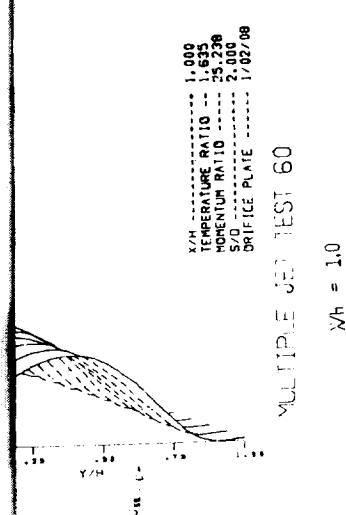 X/H ---------------- 1.000
TEMPERATURE RATIO -- 1.635
MOMENTUM RATIO ----- 25.238
S/D ---------------- 2.000
ORIFICE PLATE ------ 1/02/08
MULTIPLE JET TEST 60
X/h = 1.0
Y/H